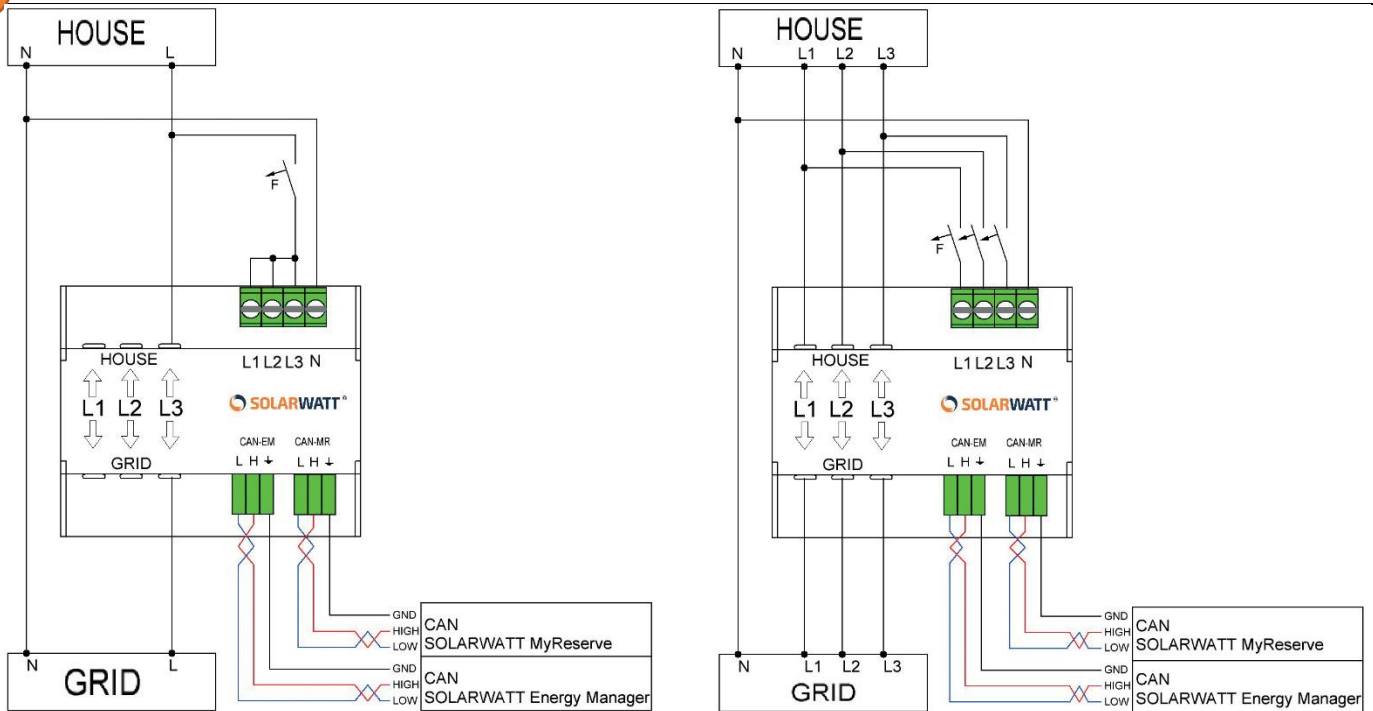 HOUSE
N L
F
HOUSE
L1 L2 L3 N
L1 L2 L3
SOLARWATT®
CAN-EM CAN-MR
GRID
L H L H
GND
HIGH
LOW
CAN
SOLARWATT MyReserve
GND
HIGH
LOW
CAN
SOLARWATT Energy Manager
N L
GRID
HOUSE
N L1 L2 L3
F
HOUSE
L1 L2 L3 N
L1 L2 L3
SOLARWATT®
CAN-EM CAN-MR
GRID
L H L H
GND
HIGH
LOW
CAN
SOLARWATT MyReserve
GND
HIGH
LOW
CAN
SOLARWATT Energy Manager
N L1 L2 L3
GRID